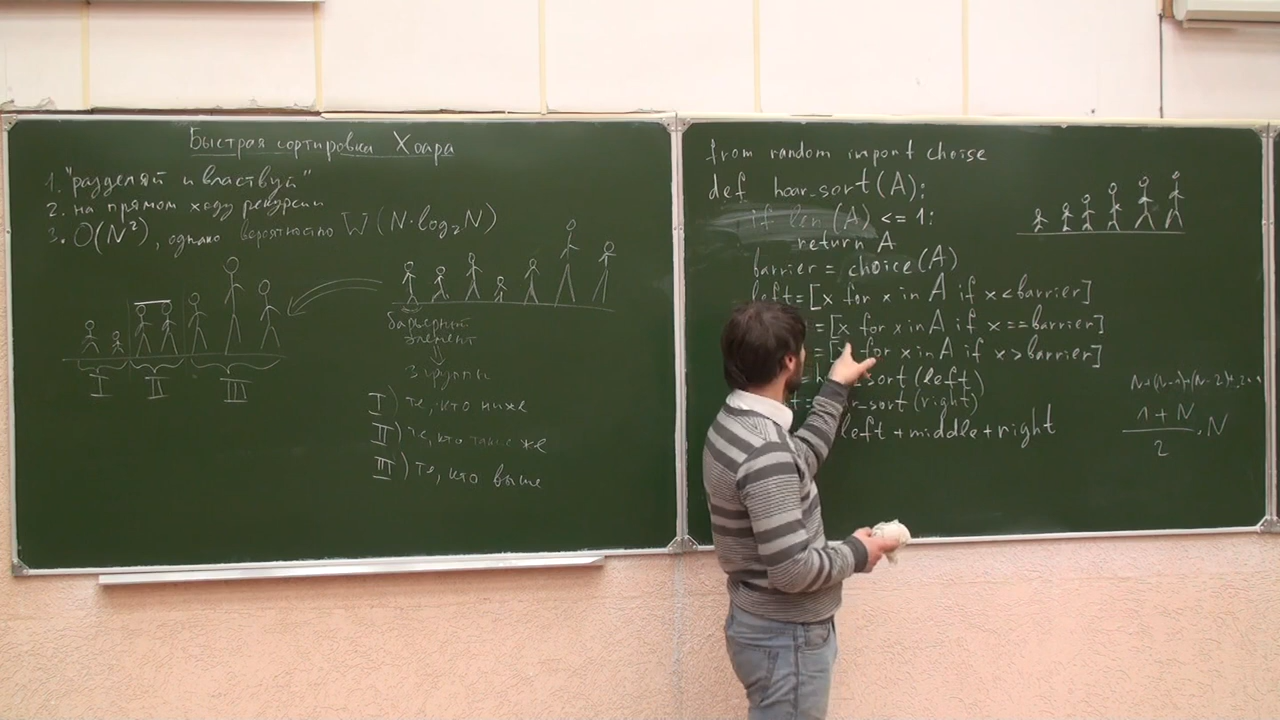 Быстрая сортировка Хоара
1. "разделяй и властвуй"
2. на прямом ходу рекурсии
3. O(N²), однако вероятностно W(N·log₂N)
барьерный
элемент
3 группы
I) те, кто ниже
II) те, кто такие же
III) те, кто выше
I II III
from random import choise
def hoar_sort(A):
if len(A) <= 1:
return A
barrier = choice(A)
left=[x for x in A if x<barrier]
=[x for x in A if x==barrier]
=[x for x in A if x>barrier]
sort(left)
sort(right)
left+middle+right
N+(N-1)+(N-2)+
1+N
2
·N